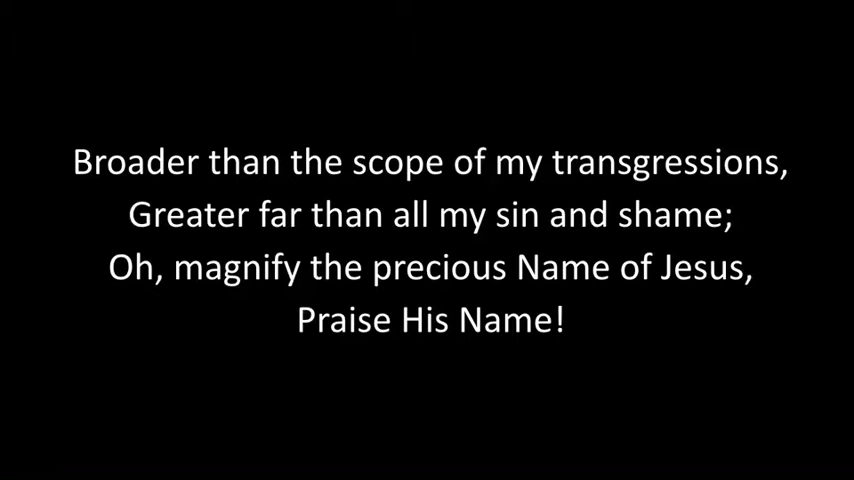 Broader than the scope of my transgressions,
Greater far than all my sin and shame;
Oh, magnify the precious Name of Jesus,
Praise His Name!